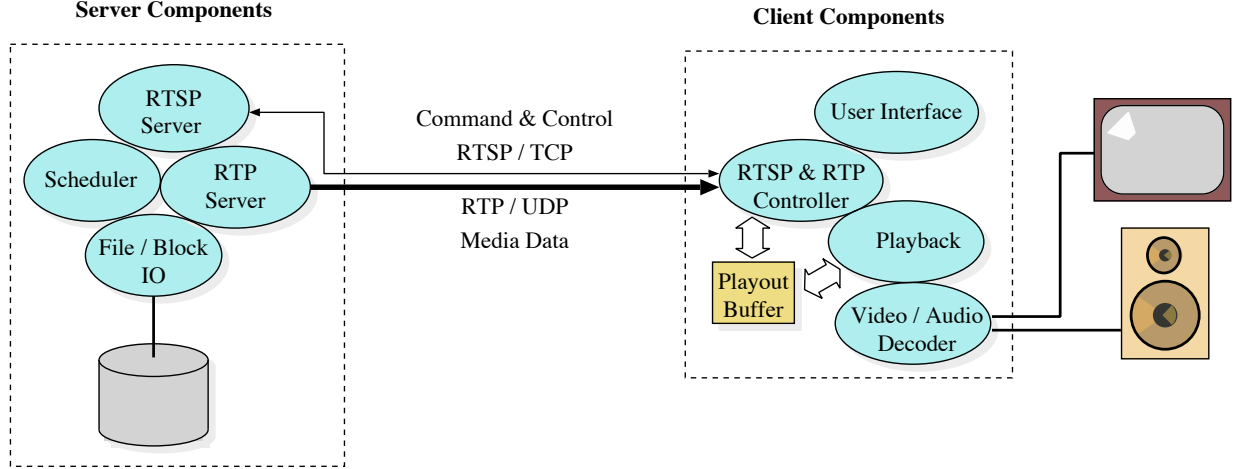 Server Components
Client Components
RTSP
Server
Scheduler
RTP
Server
File / Block
IO
Command & Control
RTSP / TCP
RTP / UDP
Media Data
User Interface
RTSP & RTP
Controller
Playback
Playout
Buffer
Video / Audio
Decoder